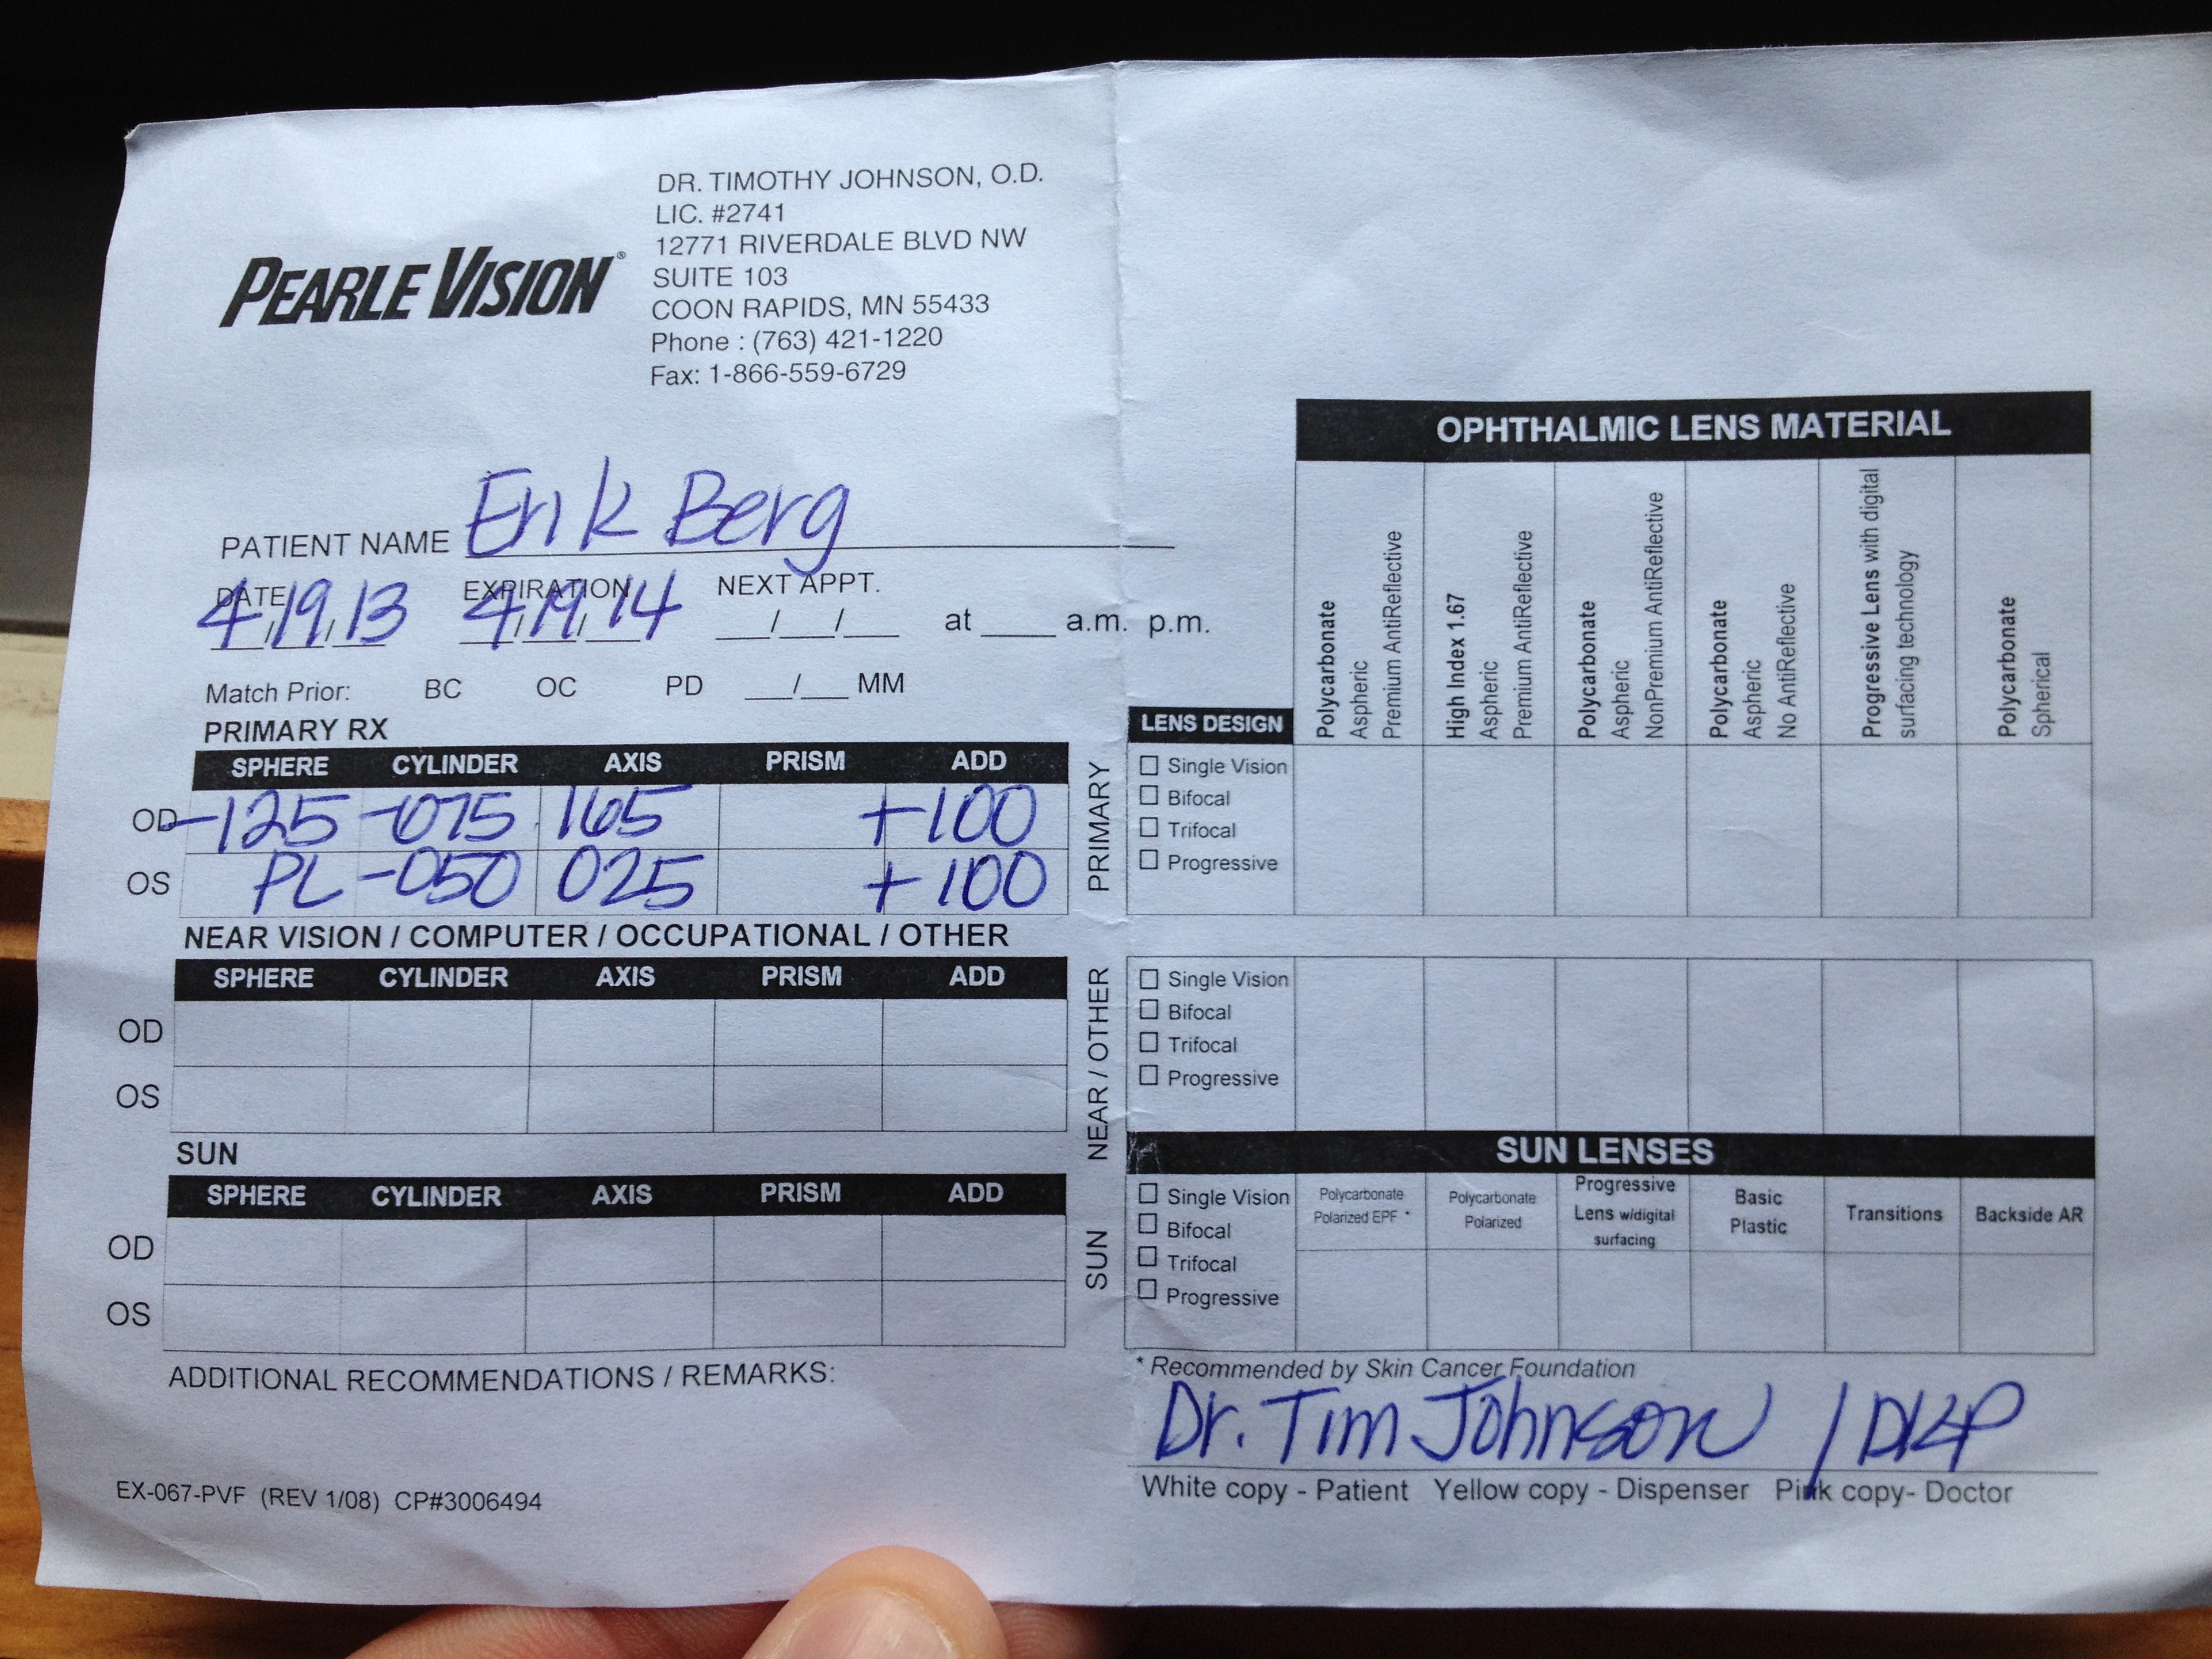 PEARLE VISION®
DR. TIMOTHY JOHNSON, O.D.
LIC. #2741
12771 RIVERDALE BLVD NW
SUITE 103
COON RAPIDS, MN 55433
Phone : (763) 421-1220
Fax: 1-866-559-6729
PATIENT NAME Erik Berg
DATE 4/19/13 EXPIRATION 4/19/14 NEXT APPT. __/__/__ at ____ a.m. p.m.
Match Prior: BC OC PD __/__ MM
PRIMARY RX
SPHERE CYLINDER AXIS PRISM ADD
OD -125 -075 165 +100
OS PL -050 025 +100
NEAR VISION / COMPUTER / OCCUPATIONAL / OTHER
SPHERE CYLINDER AXIS PRISM ADD
OD
OS
SUN
SPHERE CYLINDER AXIS PRISM ADD
OD
OS
ADDITIONAL RECOMMENDATIONS / REMARKS:
EX-067-PVF (REV 1/08) CP#3006494
OPHTHALMIC LENS MATERIAL
Polycarbonate
Aspheric
Premium AntiReflective
High Index 1.67
Aspheric
Premium AntiReflective
Polycarbonate
Aspheric
NonPremium AntiReflective
Polycarbonate
Aspheric
No AntiReflective
Progressive Lens with digital
surfacing technology
Polycarbonate
Spherical
LENS DESIGN
PRIMARY
Single Vision
Bifocal
Trifocal
Progressive
NEAR / OTHER
Single Vision
Bifocal
Trifocal
Progressive
SUN LENSES
SUN
Single Vision
Bifocal
Trifocal
Progressive
Polycarbonate
Polarized EPF *
Polycarbonate
Polarized
Progressive
Lens w/digital
surfacing
Basic
Plastic
Transitions
Backside AR
* Recommended by Skin Cancer Foundation
Dr. Tim Johnson / DKP
White copy - Patient Yellow copy - Dispenser Pink copy- Doctor